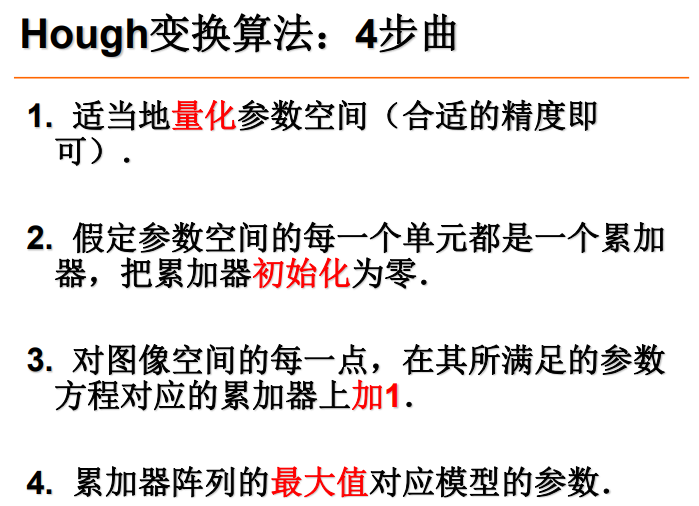 Hough变换算法：4步曲
1. 适当地量化参数空间（合适的精度即
可）.
2. 假定参数空间的每一个单元都是一个累加
器，把累加器初始化为零.
3. 对图像空间的每一点，在其所满足的参数
方程对应的累加器上加1.
4. 累加器阵列的最大值对应模型的参数.